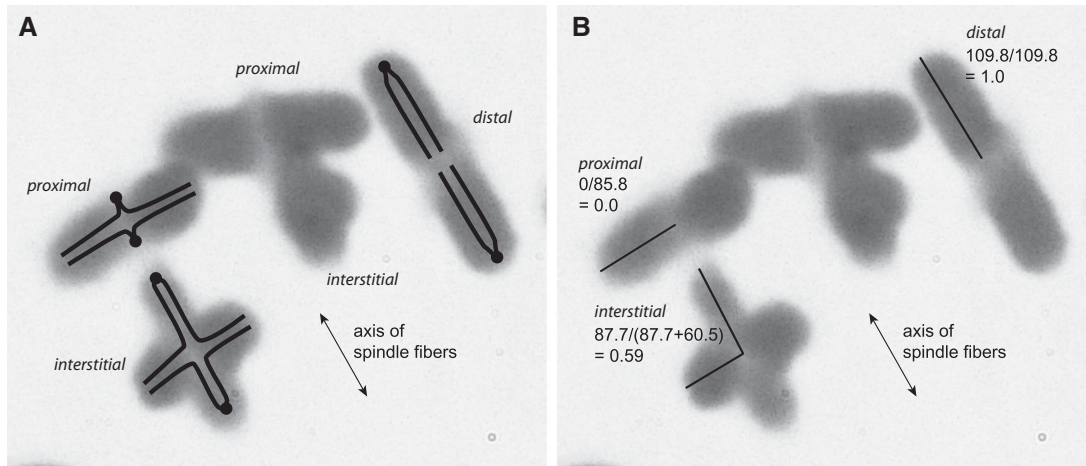 A
proximal
distal
proximal
interstitial
interstitial
axis of
spindle fibers
B
distal
109.8/109.8
= 1.0
proximal
0/85.8
= 0.0
interstitial
87.7/(87.7+60.5)
= 0.59
axis of
spindle fibers